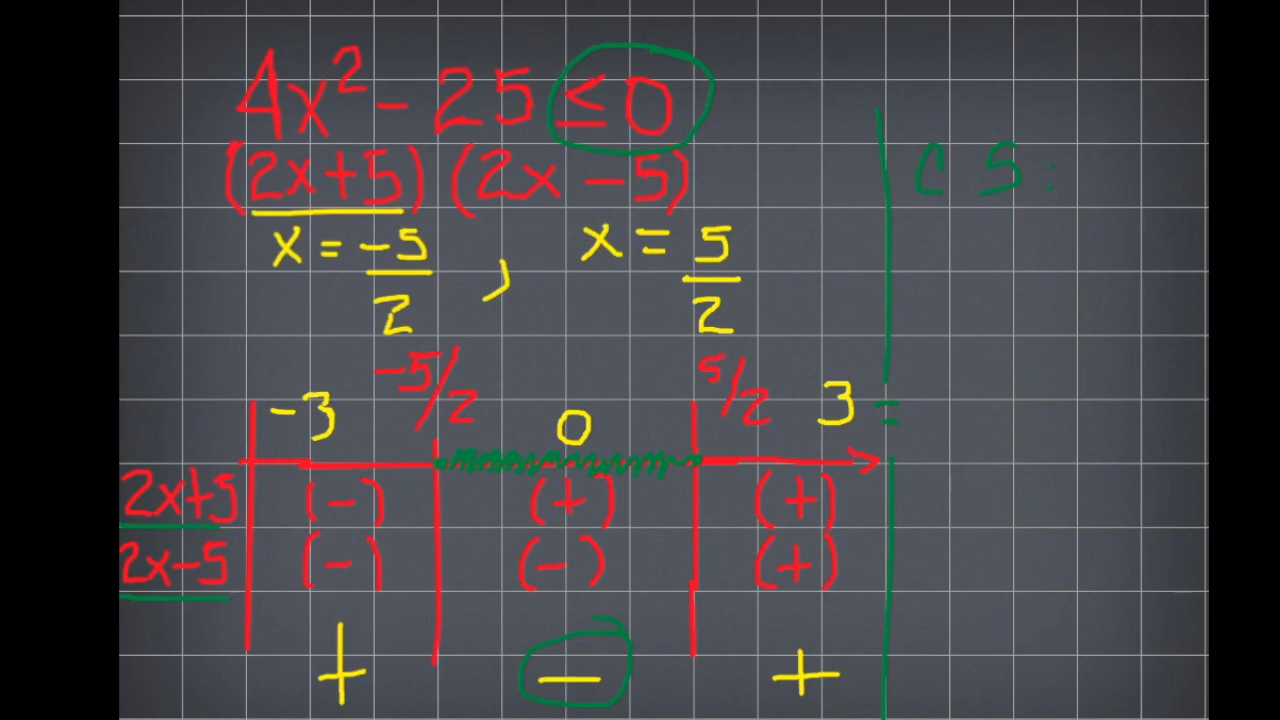 4x² - 25 ≤ 0
(2x+5) (2x - 5)
x = -5/2 , x = 5/2
C S :
-5/2 5/2
-3 0 3 =
2x+5 (-) (+) (+)
2x-5 (-) (-) (+)
+ - +